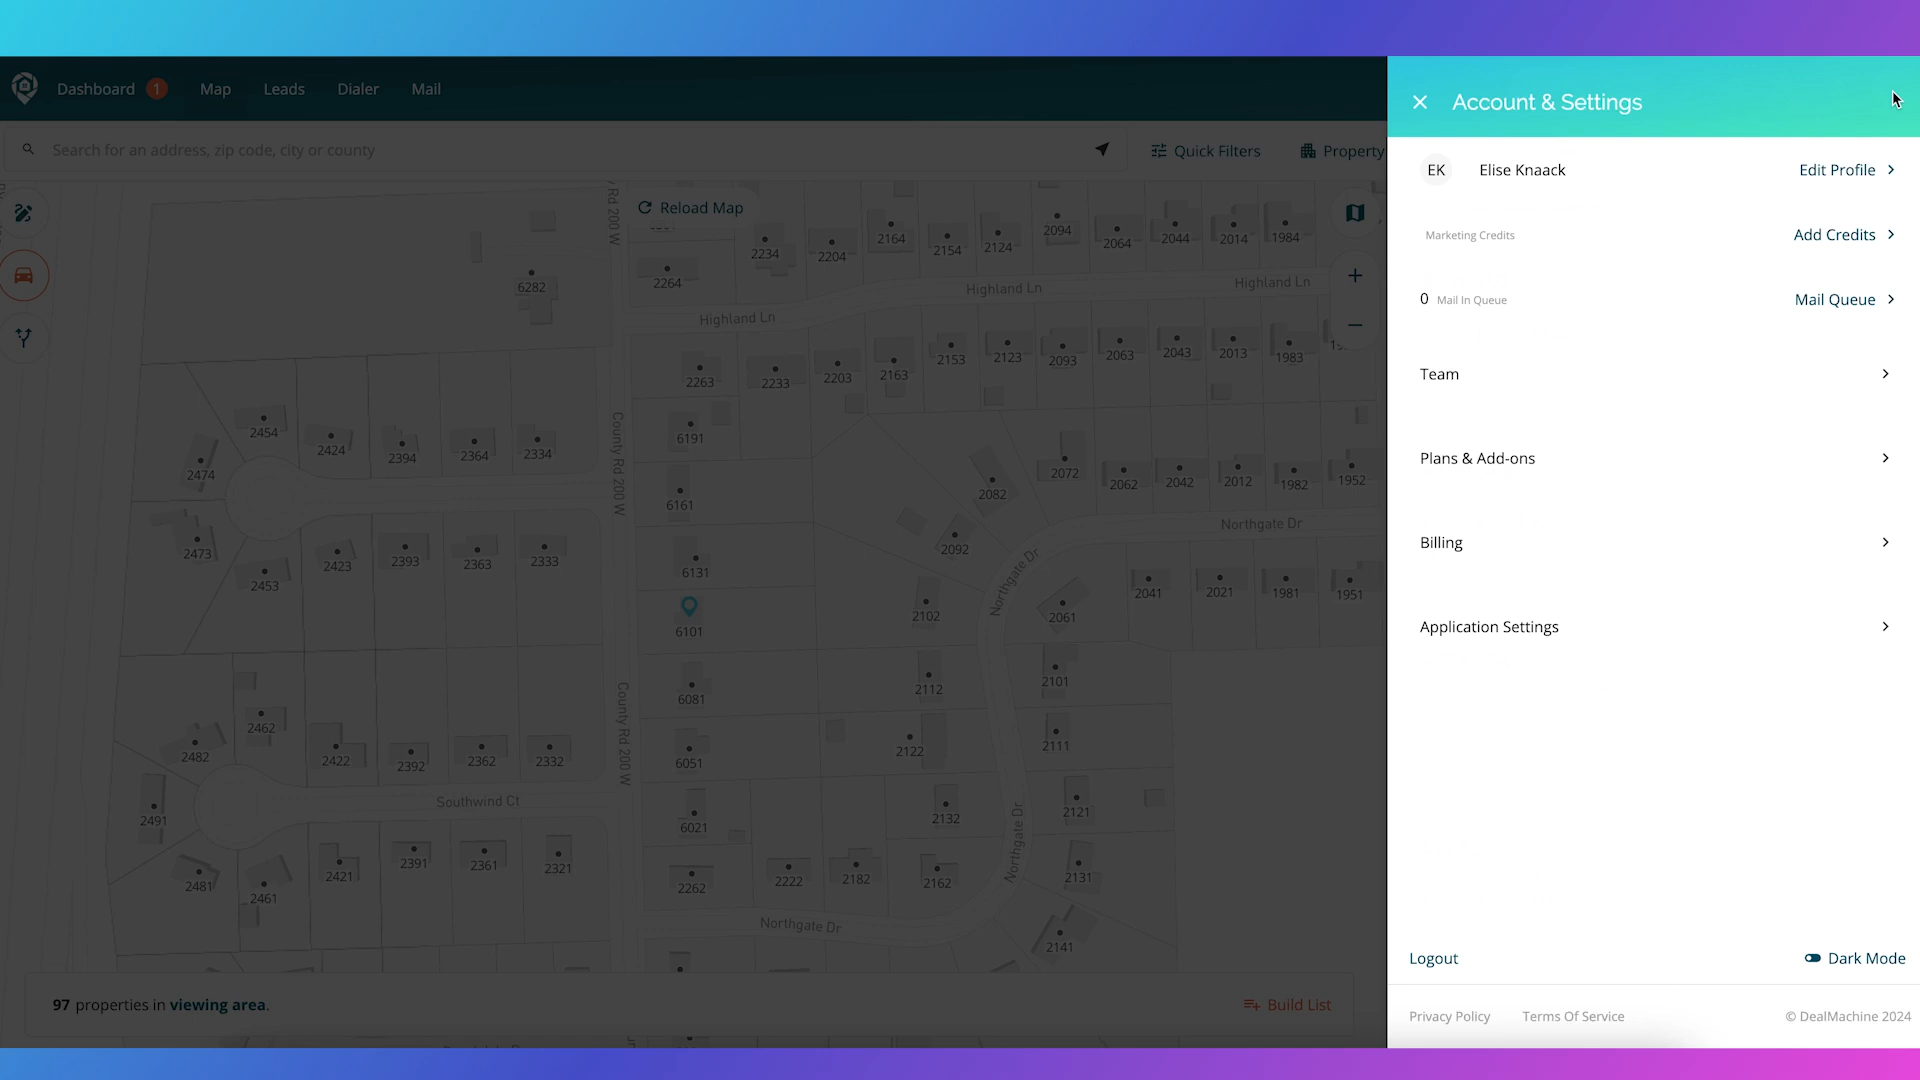 Dashboard 1 Map Leads Dialer Mail
Account & Settings
Search for an address, zip code, city or county
Quick Filters
Property
EK Elise Knaack Edit Profile
Marketing Credits Add Credits
0 Mail In Queue Mail Queue
Team
Plans & Add-ons
Billing
Application Settings
Logout Dark Mode
Privacy Policy Terms Of Service © DealMachine 2024
Reload Map
Rd 200 W
2234 2204 2164 2154 2124 2094 2064 2044 2014 1984
6282 2264
Highland Ln
Highland Ln
Highland Ln
2263 2233 2203 2163 2153 2123 2093 2063 2043 2013 1983
County Rd 200 W
2454 2424 2394 2364 2334 6191
2474 6161 2082 2072 2062 2042 2012 1982 1952
Northgate Dr
2473 2453 2423 2393 2363 2333 6131 2092
Northgate Dr
6101 2102 2061 2041 2021 1981 1951
6081 2112 2101
County Rd 200 W
2482 2462 2422 2392 2362 2332 6051 2122 2111
Southwind Ct
2491 6021 2132 2121
Northgate Dr
2481 2461 2421 2391 2361 2321 2262 2222 2182 2162 2131
Northgate Dr
2141
97 properties in viewing area.
Build List